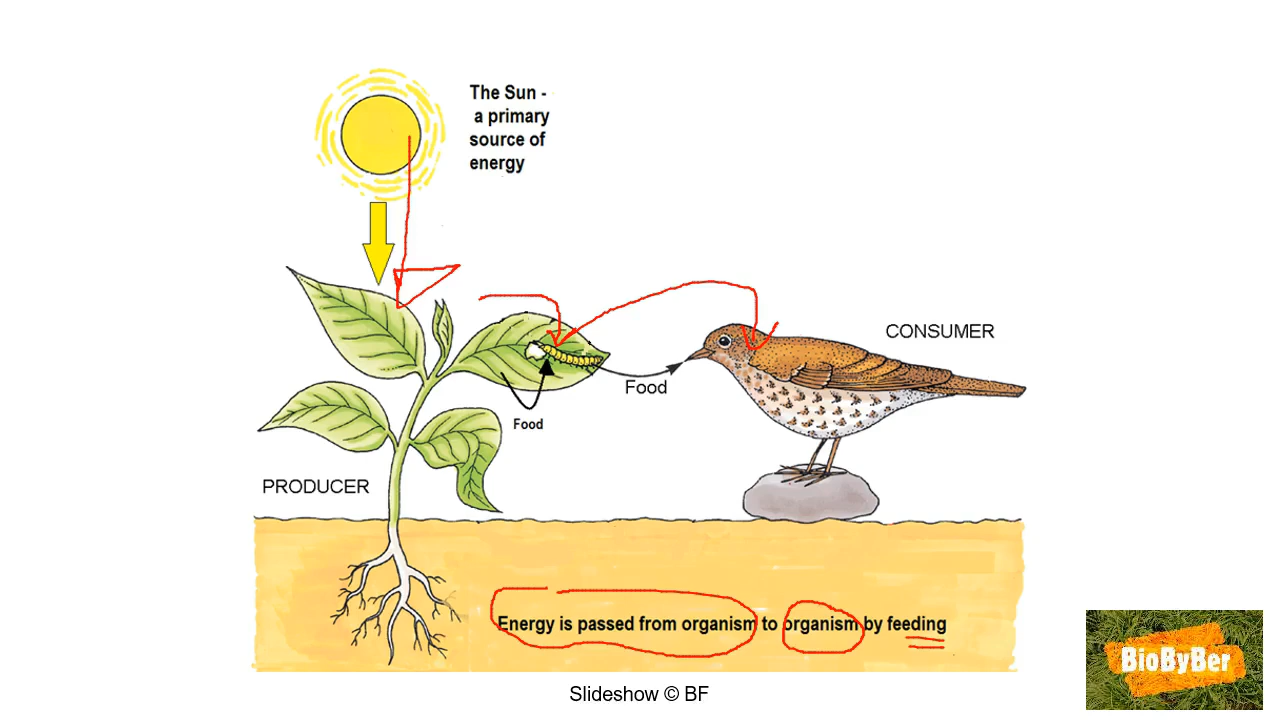 The Sun -
a primary
source of
energy
CONSUMER
Food
Food
PRODUCER
Energy is passed from organism to organism by feeding
BioByBer
Slideshow © BF